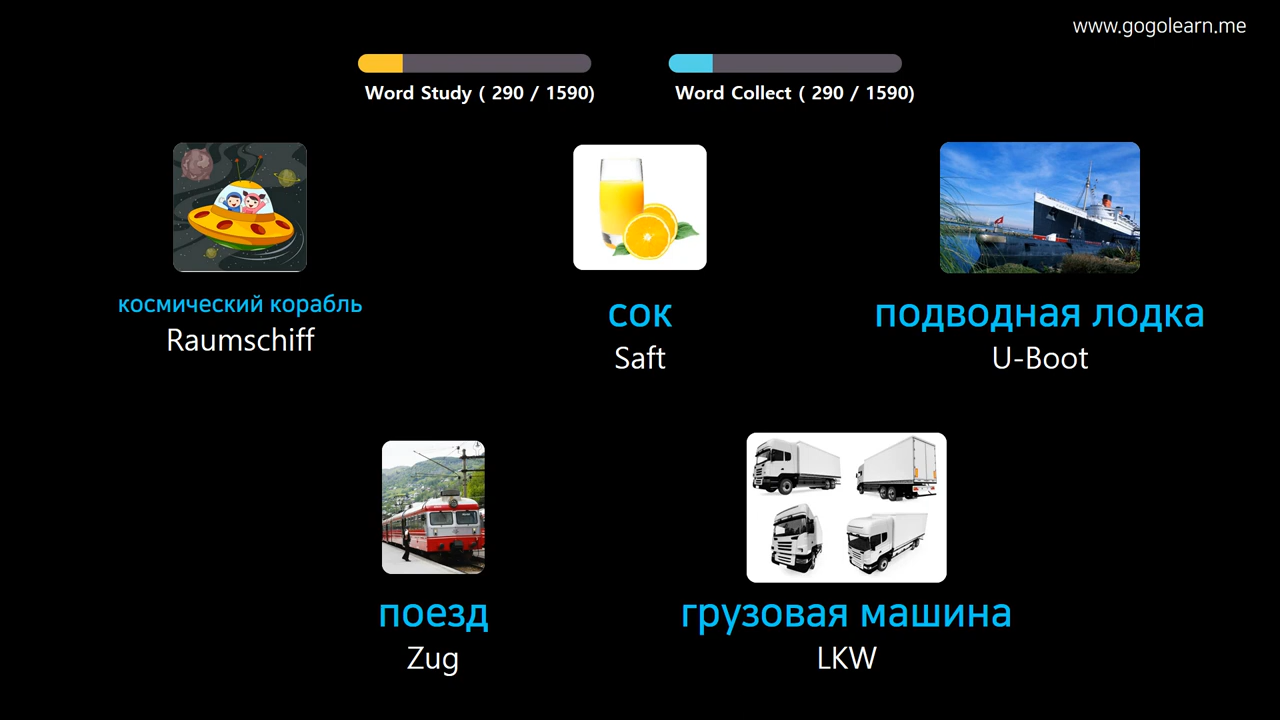 www.gogolearn.me
Word Study ( 290 / 1590)
Word Collect ( 290 / 1590)
космический корабль
Raumschiff
сок
Saft
подводная лодка
U-Boot
поезд
Zug
грузовая машина
LKW